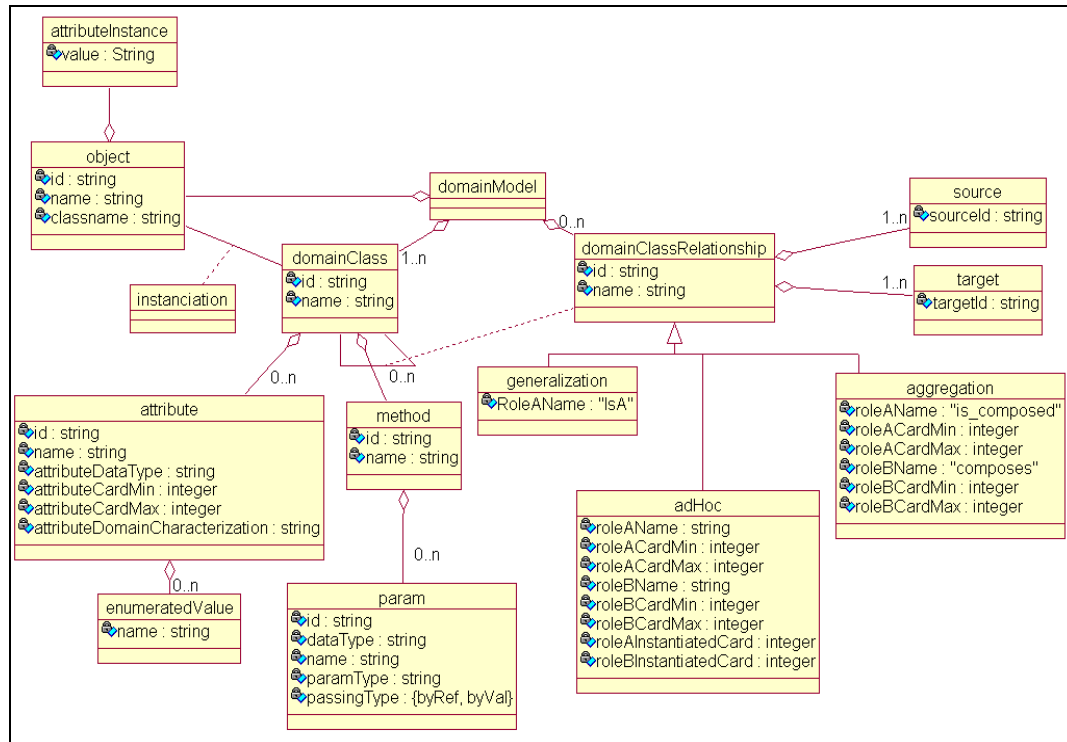 attributeInstance
value : String
object
id : string
name : string
classname : string
domainModel
0..n
1..n
domainClass
id : string
name : string
instanciation
domainClassRelationship
id : string
name : string
source
sourceId : string
1..n
target
targetId : string
1..n
0..n
0..n
attribute
id : string
name : string
attributeDataType : string
attributeCardMin : integer
attributeCardMax : integer
attributeDomainCharacterization : string
method
id : string
name : string
generalization
RoleAName : "IsA"
aggregation
roleAName : "is_composed"
roleACardMin : integer
roleACardMax : integer
roleBName : "composes"
roleBCardMin : integer
roleBCardMax : integer
adHoc
roleAName : string
roleACardMin : integer
roleACardMax : integer
roleBName : string
roleBCardMin : integer
roleBCardMax : integer
roleAInstantiatedCard : integer
roleBInstantiatedCard : integer
0..n
enumeratedValue
name : string
0..n
param
id : string
dataType : string
name : string
paramType : string
passingType : {byRef, byVal}